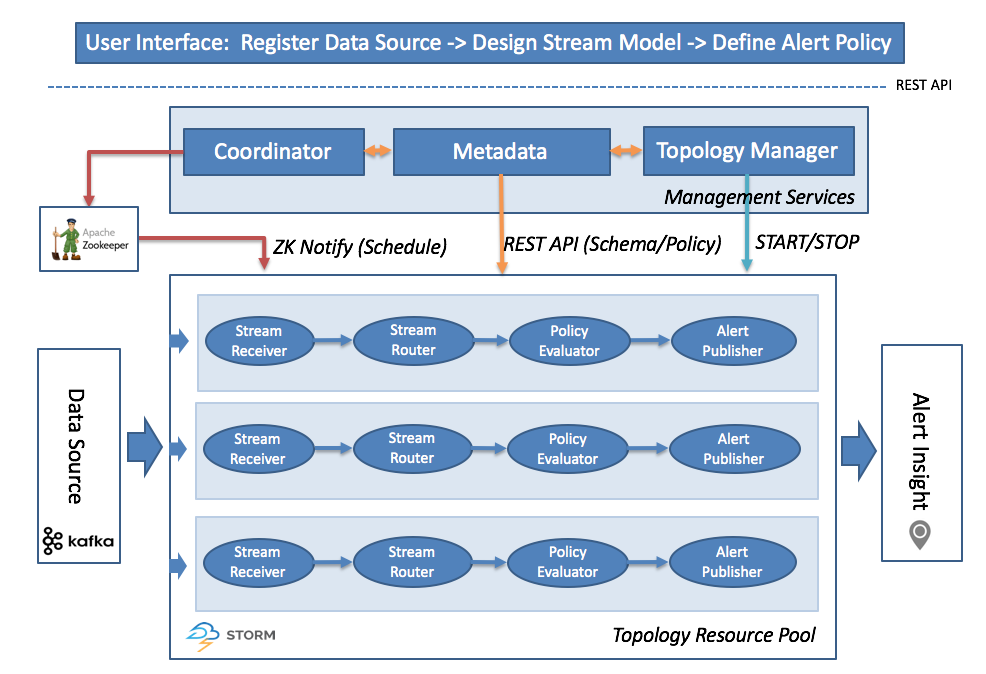 User Interface:  Register Data Source -> Design Stream Model -> Define Alert Policy
REST API
Coordinator
Metadata
Topology Manager
Management Services
Apache
Zookeeper
ZK Notify (Schedule)
REST API (Schema/Policy)
START/STOP
Stream
Receiver
Stream
Router
Policy
Evaluator
Alert
Publisher
Data Source
kafka
Stream
Receiver
Stream
Router
Policy
Evaluator
Alert
Publisher
Alert Insight
Stream
Receiver
Stream
Router
Policy
Evaluator
Alert
Publisher
STORM
Topology Resource Pool